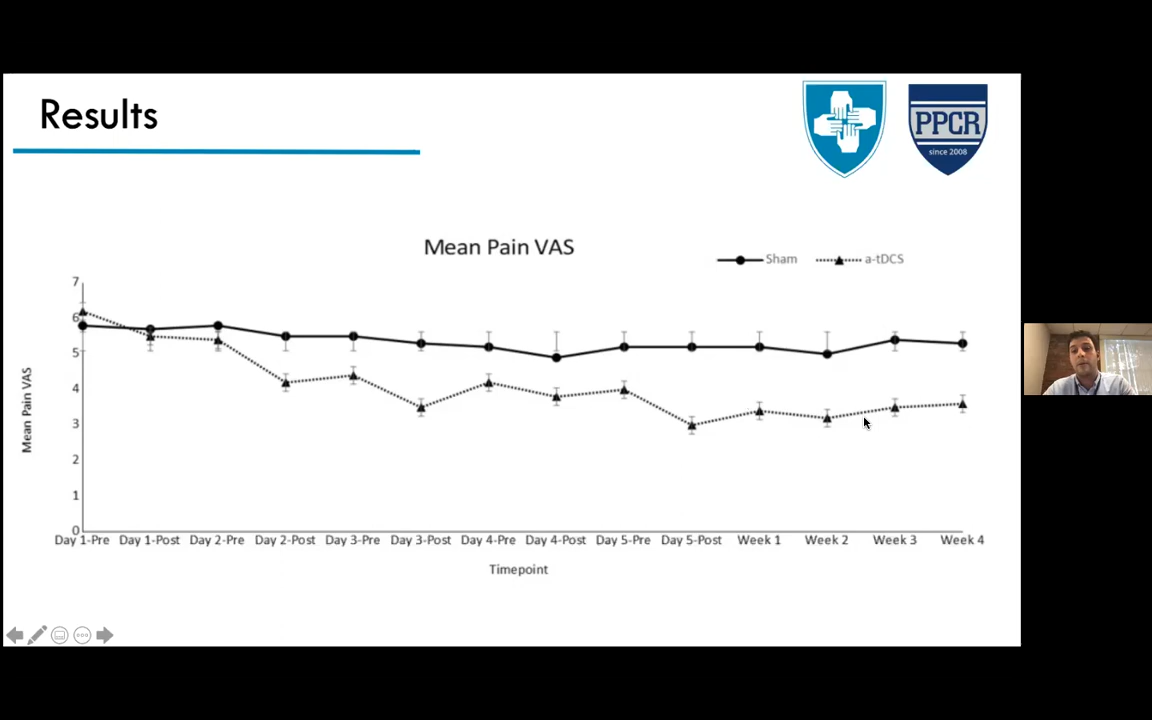 Results
PPCR
since 2008
Mean Pain VAS
Sham
a-tDCS
7
6
5
4
3
2
1
0
Mean Pain VAS
Day 1-Pre Day 1-Post Day 2-Pre Day 2-Post Day 3-Pre Day 3-Post Day 4-Pre Day 4-Post Day 5-Pre Day 5-Post Week 1 Week 2 Week 3 Week 4
Timepoint